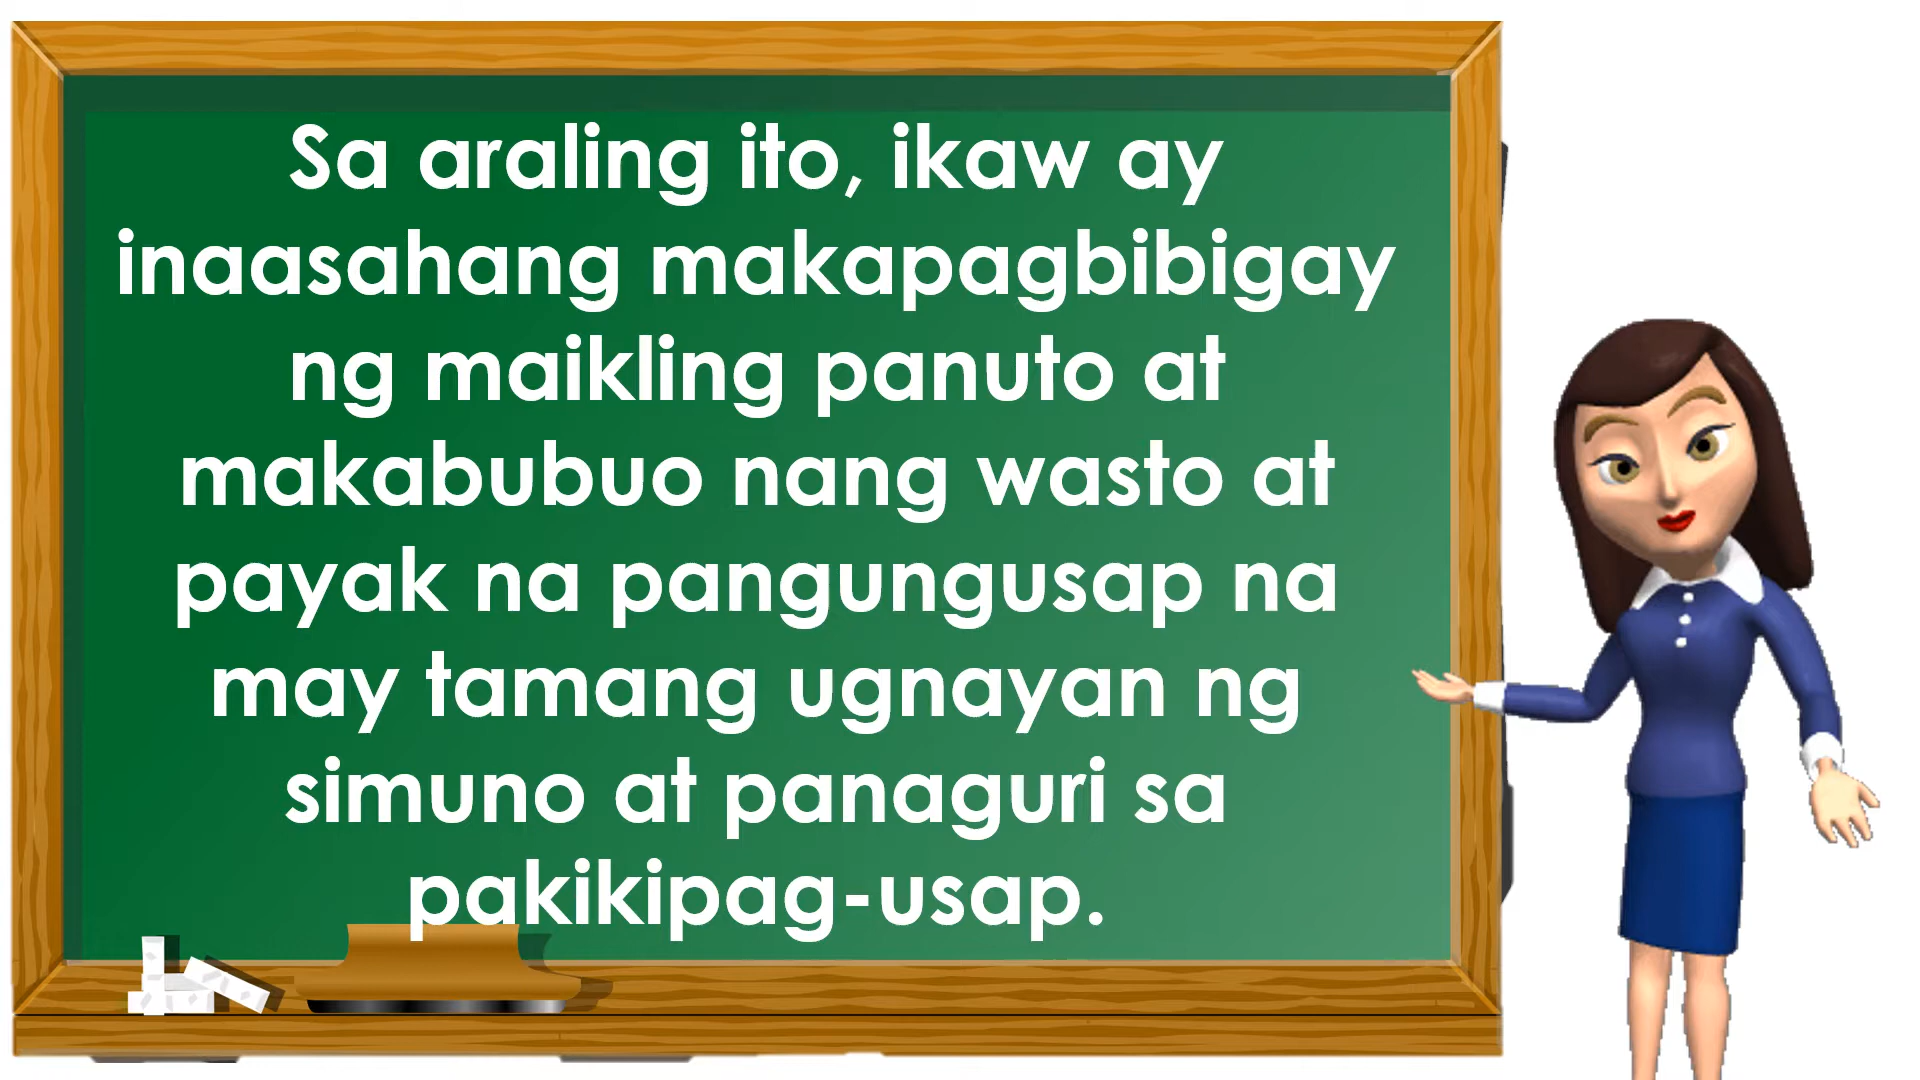 Sa araling ito, ikaw ay
inaasahang makapagbibigay
ng maikling panuto at
makabubuo nang wasto at
payak na pangungusap na
may tamang ugnayan ng
simuno at panaguri sa
pakikipag-usap.